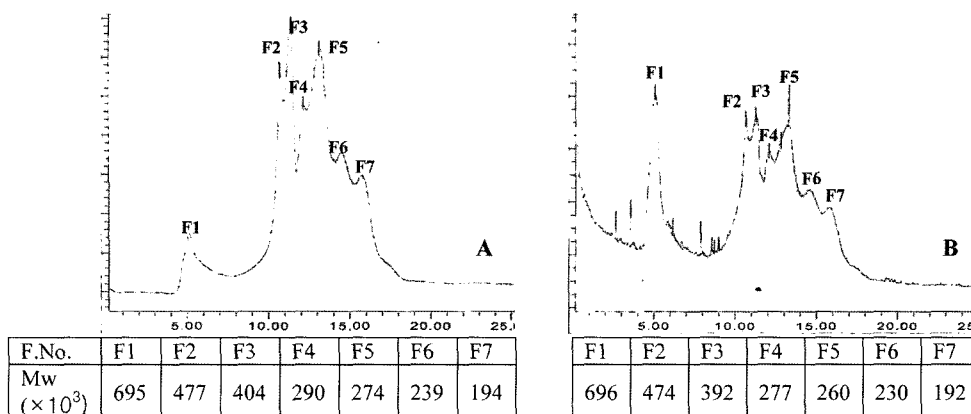 F3
F2
F5
F4
F6
F7
F1
A
5.00 10.00 15.00 20.00
F1
F2
F3
F5
F4
F6
F7
B
5.00 10.00 15.00 20.00
F.No. F1 F2 F3 F4 F5 F6 F7
Mw (×10³) 695 477 404 290 274 239 194
F1 F2 F3 F4 F5 F6 F7
696 474 392 277 260 230 192